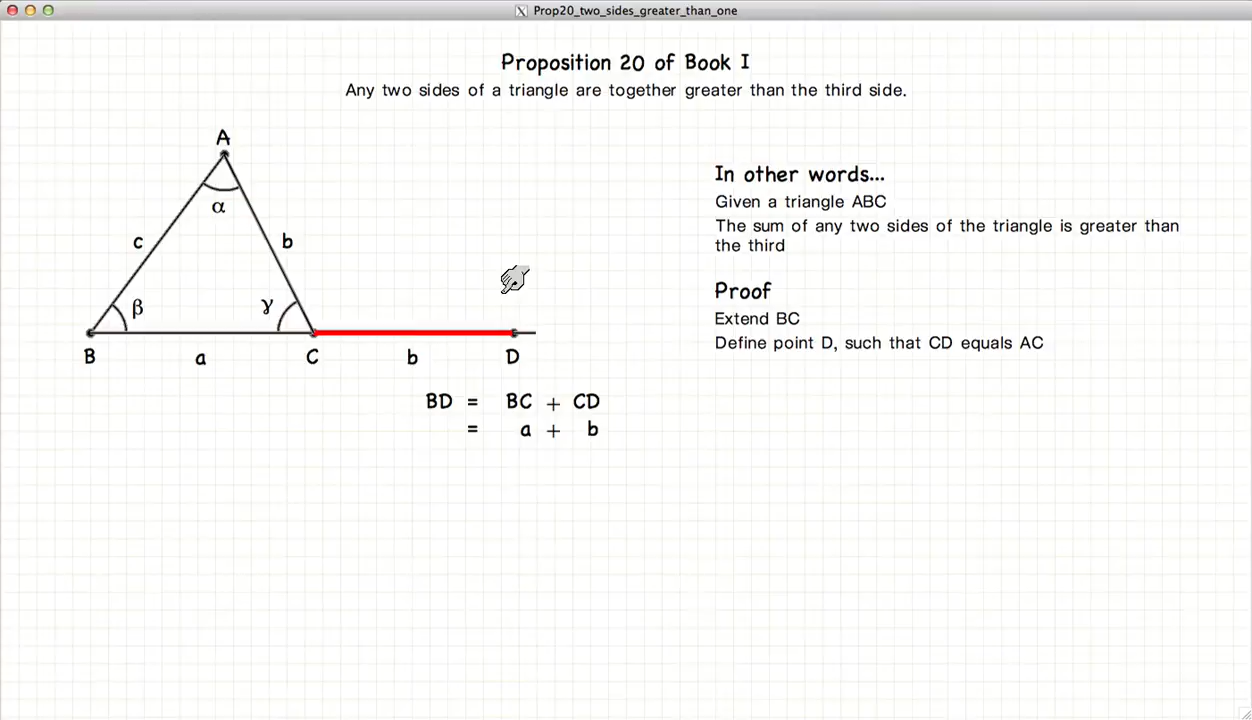 Prop20_two_sides_greater_than_one
Proposition 20 of Book I
Any two sides of a triangle are together greater than the third side.
A
α
c
b
β
γ
B
a
C
b
D
BD = BC + CD
= a + b
In other words...
Given a triangle ABC
The sum of any two sides of the triangle is greater than
the third
Proof
Extend BC
Define point D, such that CD equals AC